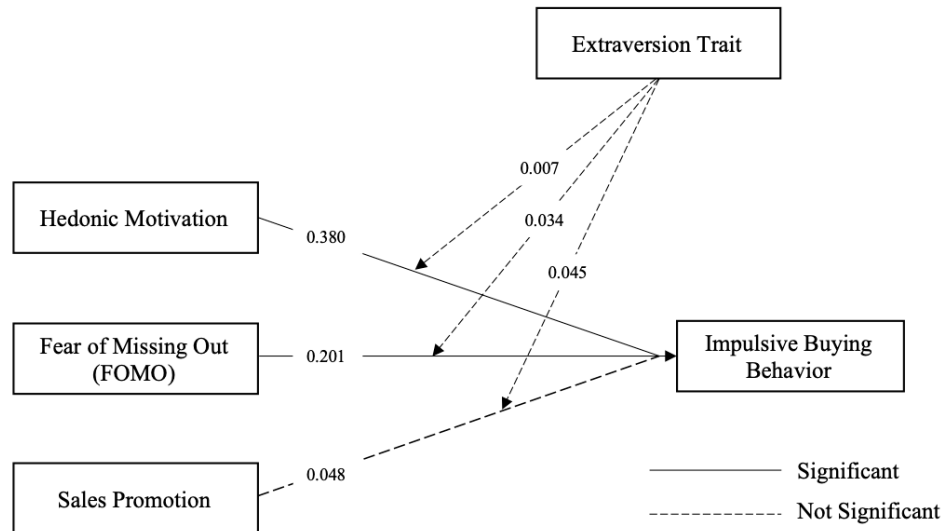 Extraversion Trait
0.007
Hedonic Motivation
0.034
0.380
0.045
Fear of Missing Out
(FOMO)
0.201
Impulsive Buying
Behavior
0.048
Sales Promotion
Significant
Not Significant